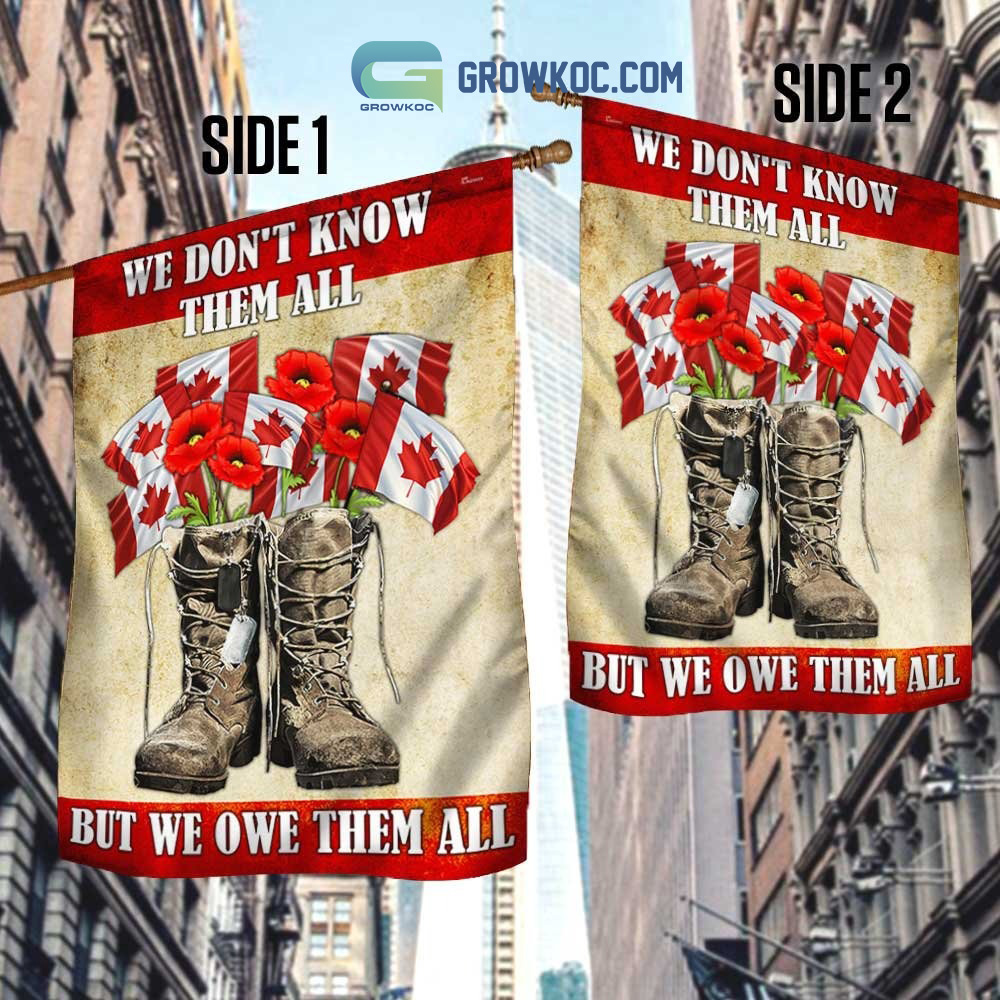 GROWKOC
GROWKOC.COM
SIDE 1
SIDE 2
WE DON'T KNOW
THEM ALL
BUT WE OWE THEM ALL
WE DON'T KNOW
THEM ALL
BUT WE OWE THEM ALL